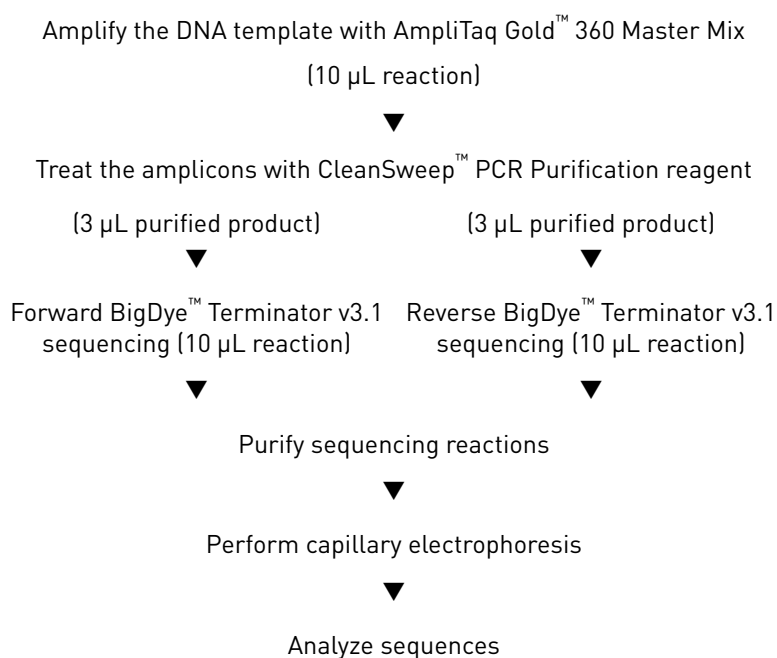 Amplify the DNA template with AmpliTaq Gold™ 360 Master Mix
(10 µL reaction)
Treat the amplicons with CleanSweep™ PCR Purification reagent
(3 µL purified product)
(3 µL purified product)
Forward BigDye™ Terminator v3.1
sequencing (10 µL reaction)
Reverse BigDye™ Terminator v3.1
sequencing (10 µL reaction)
Purify sequencing reactions
Perform capillary electrophoresis
Analyze sequences